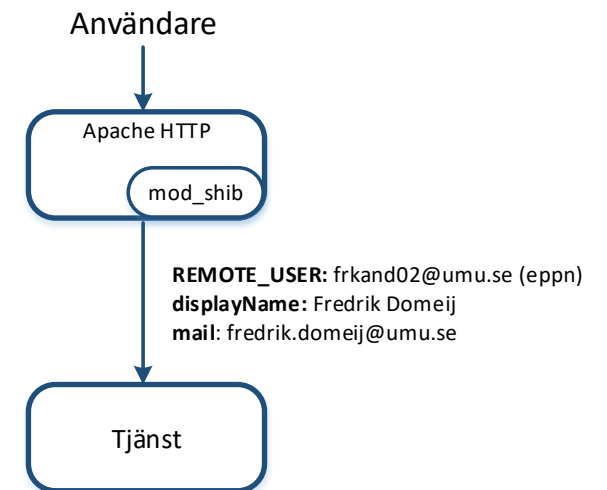 Användare
Apache HTTP
mod_shib
REMOTE_USER: frkand02@umu.se (eppn)
displayName: Fredrik Domeij
mail: fredrik.domeij@umu.se
Tjänst